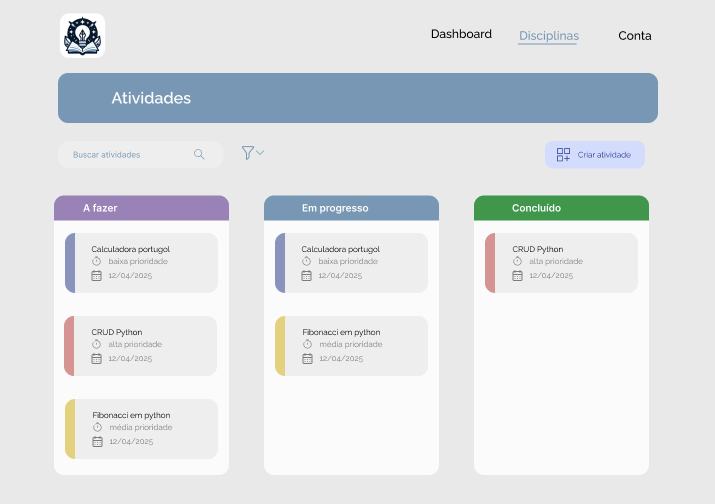 Dashboard
Disciplinas
Conta
Atividades
Buscar atividades
Criar atividade
A fazer
Calculadora portugol
baixa prioridade
12/04/2025
CRUD Python
alta prioridade
12/04/2025
Fibonacci em python
média prioridade
12/04/2025
Em progresso
Calculadora portugol
baixa prioridade
12/04/2025
Fibonacci em python
média prioridade
12/04/2025
Concluído
CRUD Python
alta prioridade
12/04/2025